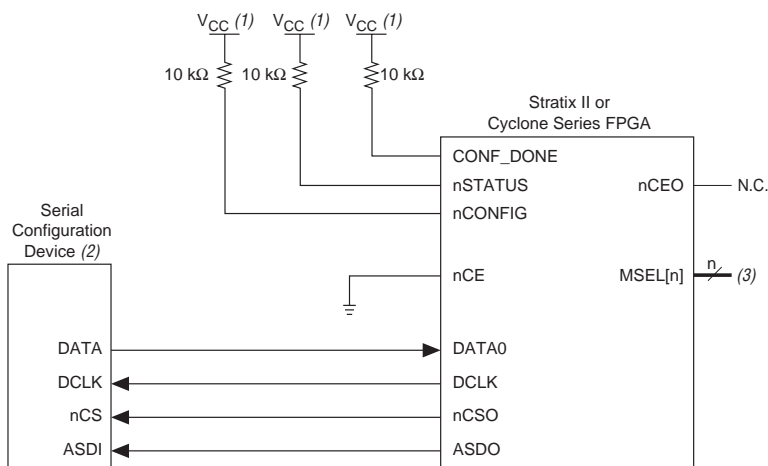 VCC (1) VCC (1) VCC (1)
10 kΩ 10 kΩ 10 kΩ
Stratix II or
Cyclone Series FPGA
CONF_DONE
nSTATUS nCEO N.C.
nCONFIG
Serial
Configuration
Device (2)
nCE MSEL[n] n (3)
DATA DATA0
DCLK DCLK
nCS nCSO
ASDI ASDO